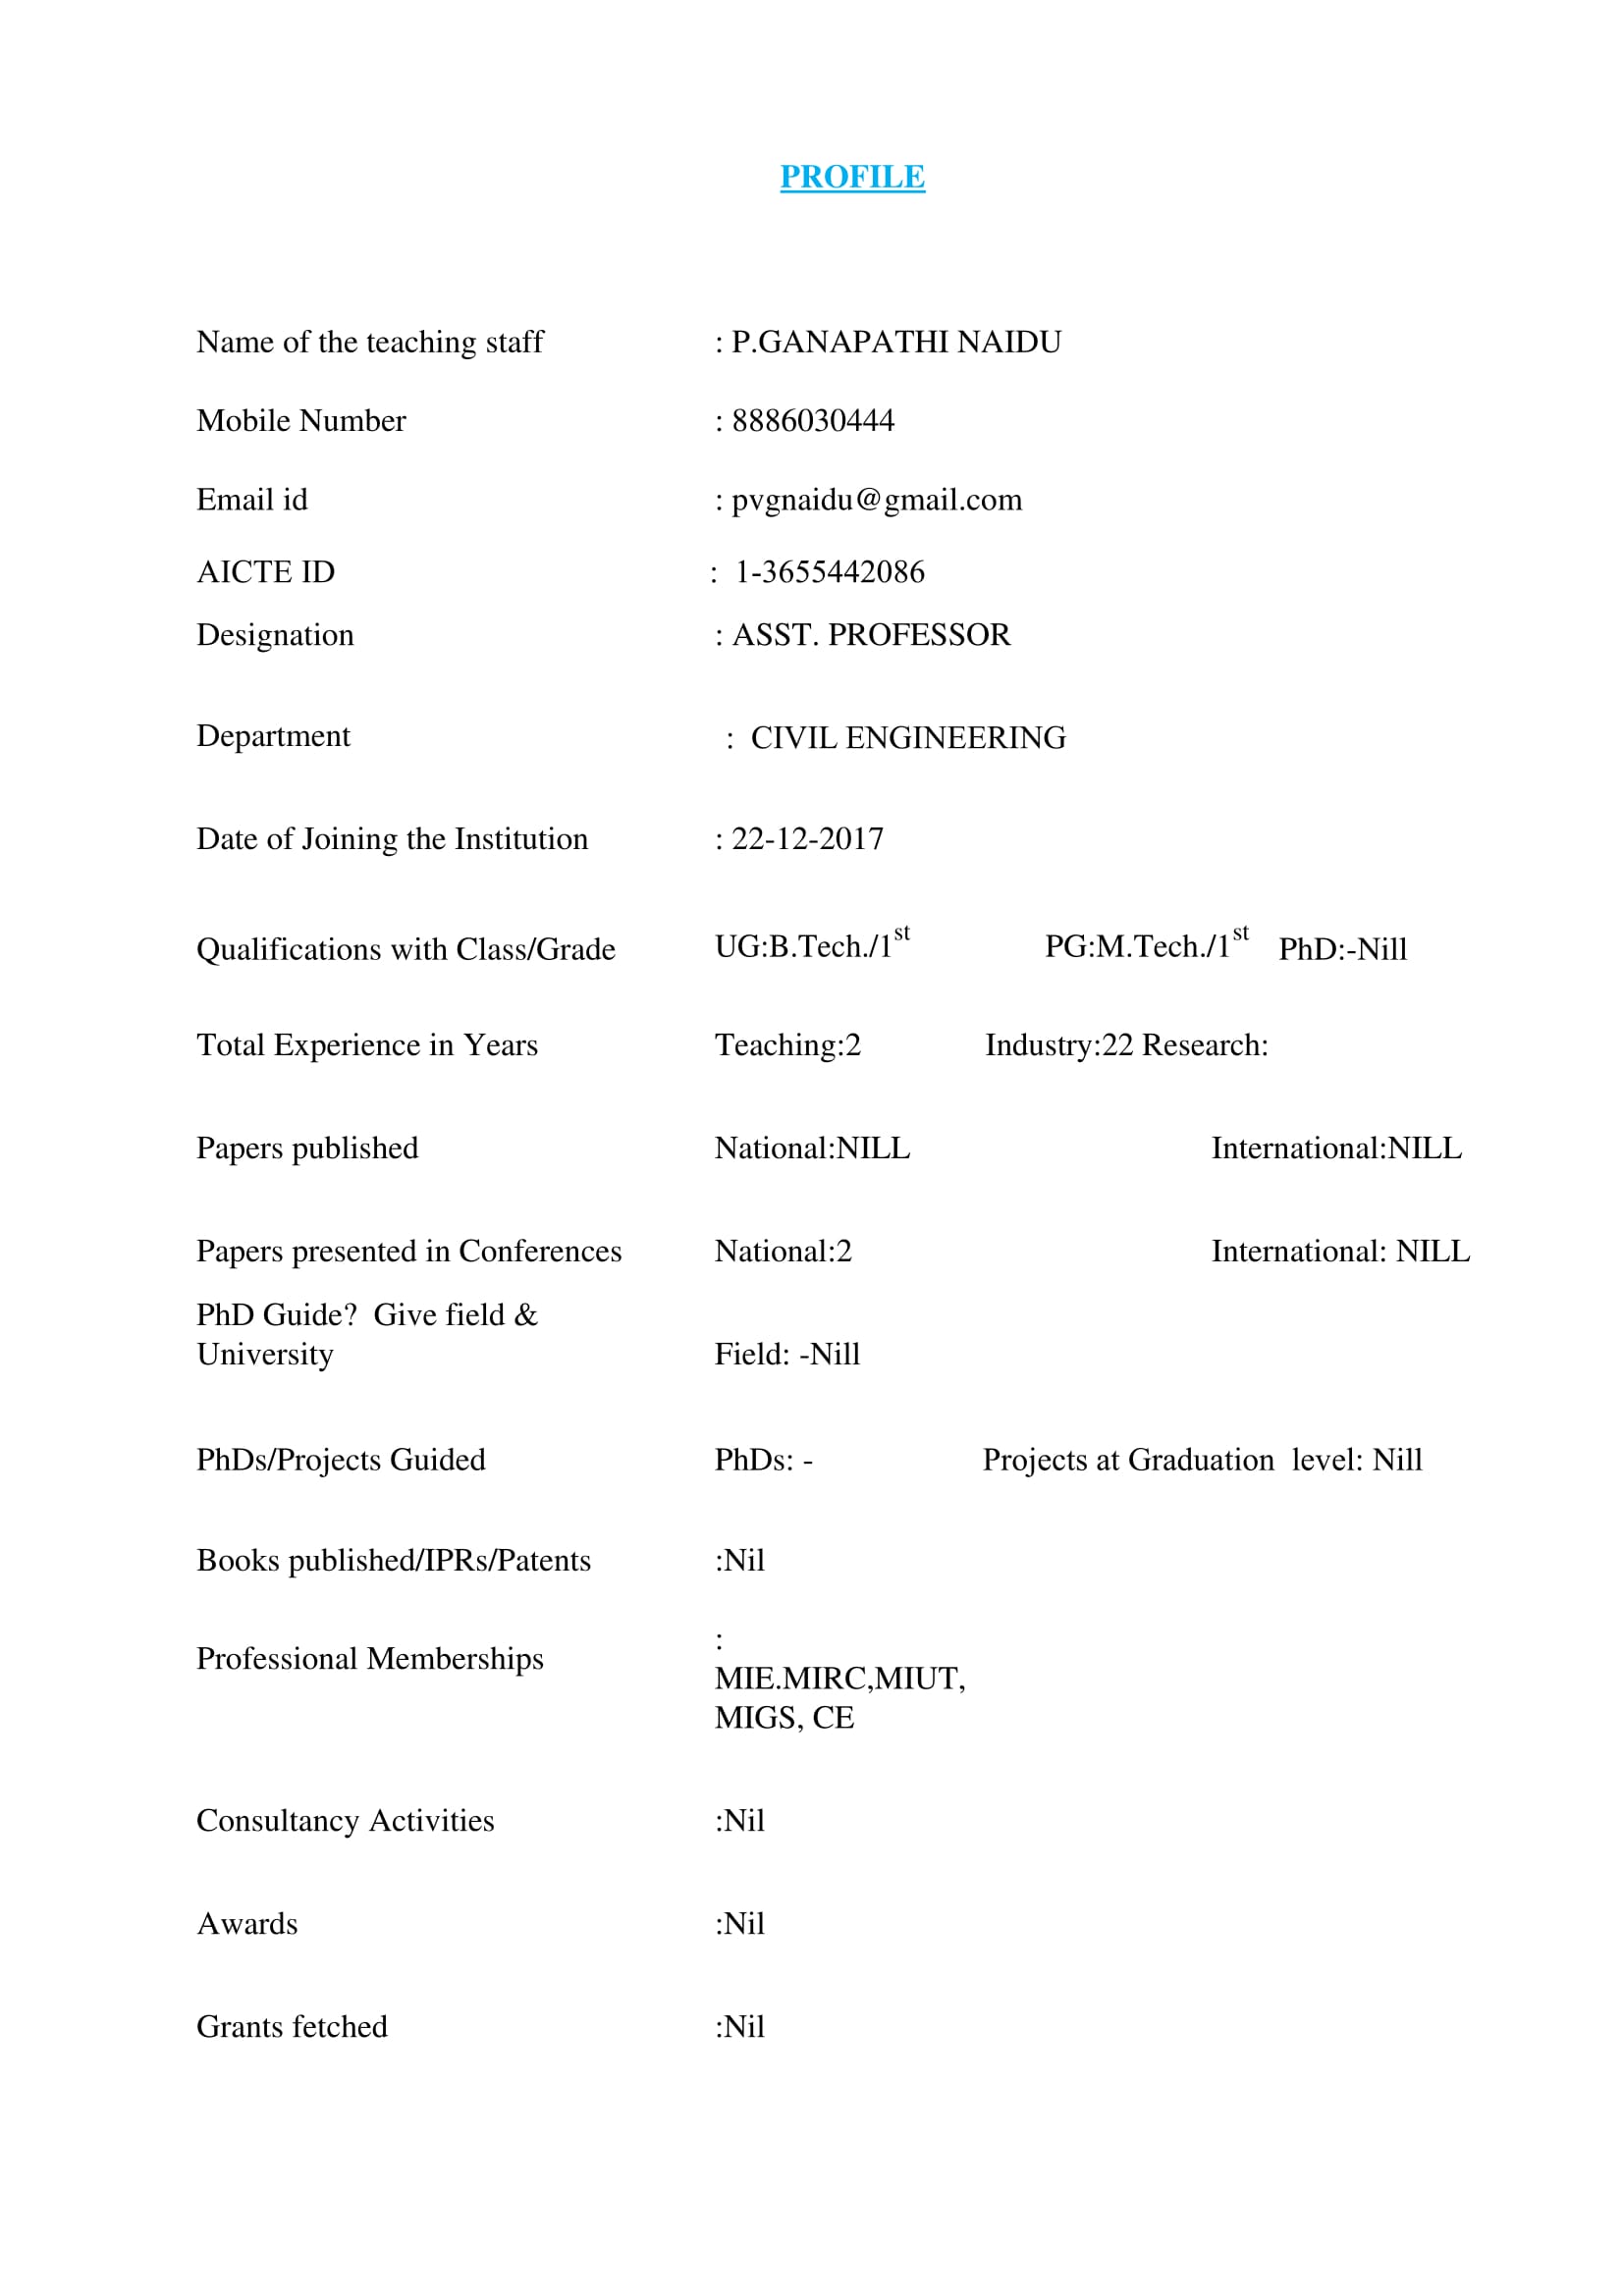 PROFILE
Name of the teaching staff : P.GANAPATHI NAIDU
Mobile Number : 8886030444
Email id : pvgnaidu@gmail.com
AICTE ID : 1-3655442086
Designation : ASST. PROFESSOR
Department : CIVIL ENGINEERING
Date of Joining the Institution : 22-12-2017
Qualifications with Class/Grade UG:B.Tech./1st PG:M.Tech./1st PhD:-Nill
Total Experience in Years Teaching:2 Industry:22 Research:
Papers published National:NILL International:NILL
Papers presented in Conferences National:2 International: NILL
PhD Guide? Give field &
University Field: -Nill
PhDs/Projects Guided PhDs: - Projects at Graduation level: Nill
Books published/IPRs/Patents :Nil
Professional Memberships :
MIE.MIRC,MIUT,
MIGS, CE
Consultancy Activities :Nil
Awards :Nil
Grants fetched :Nil